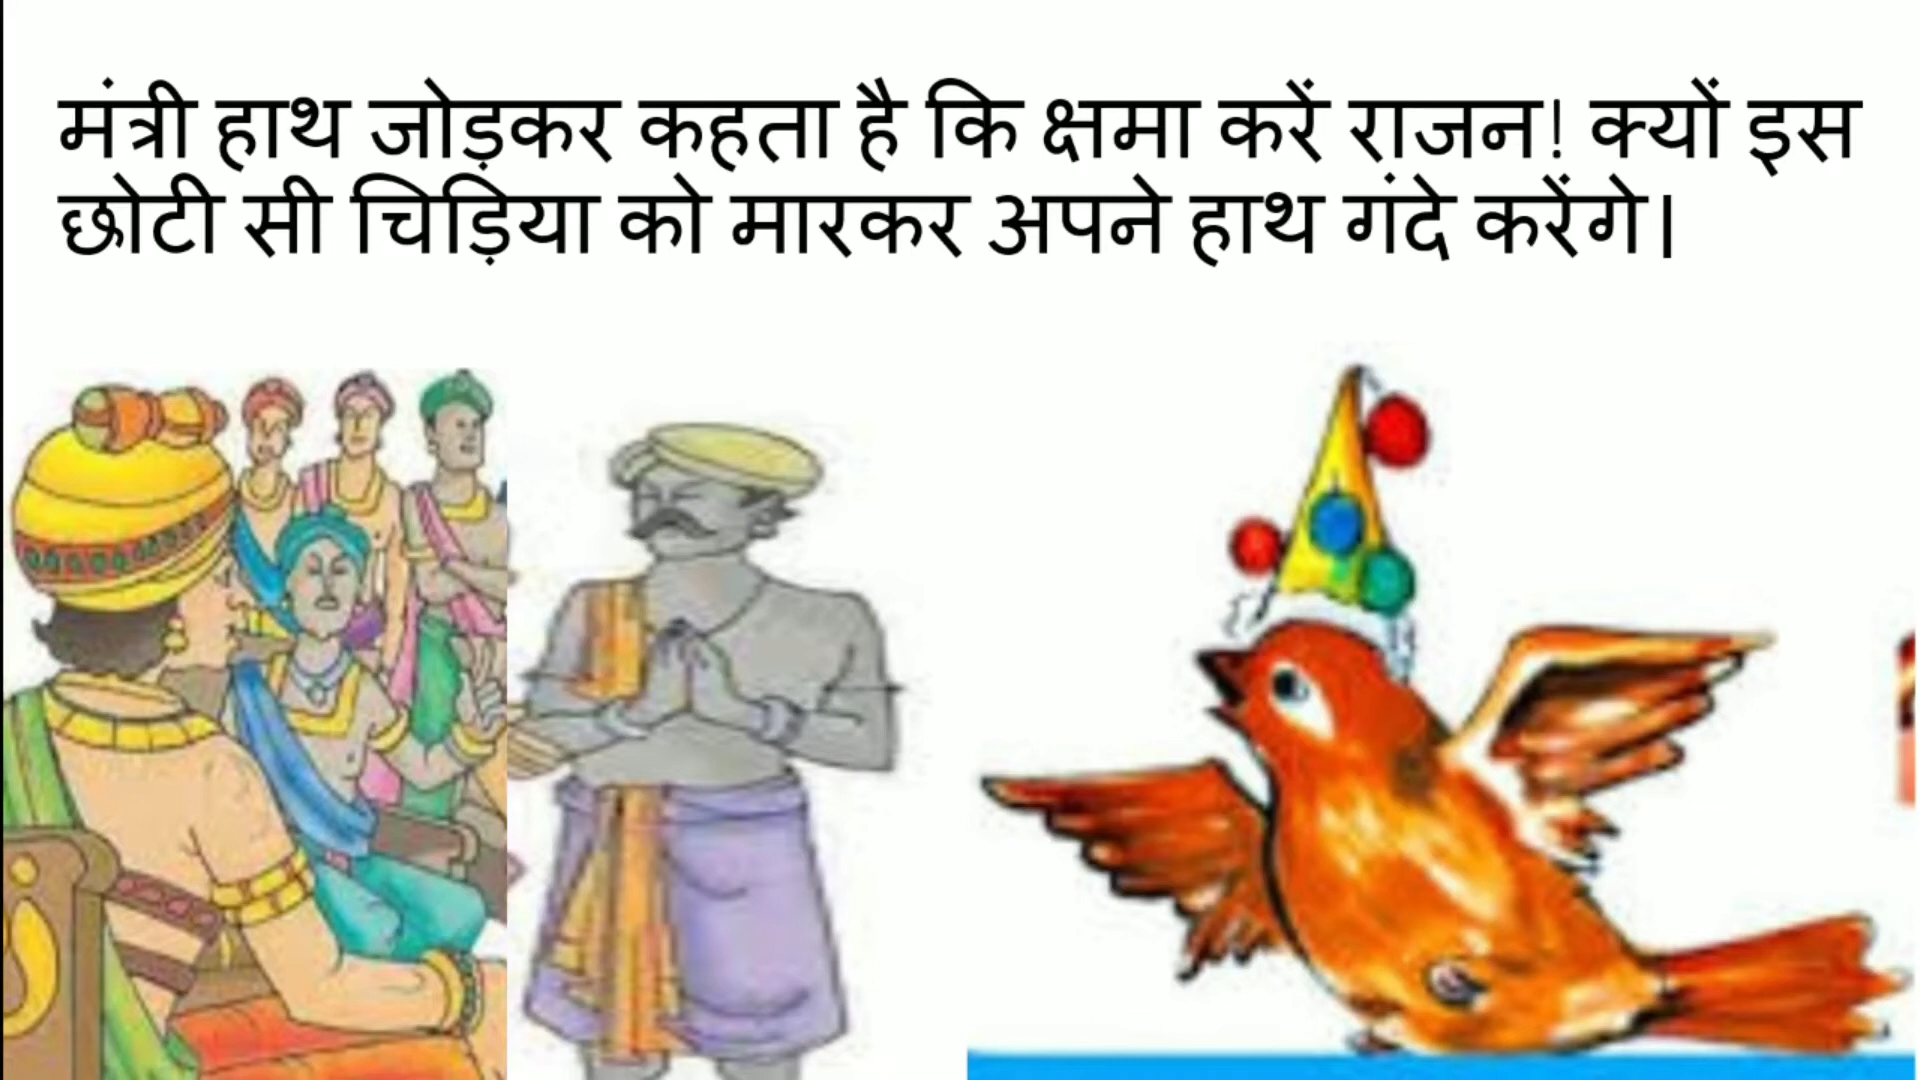 मंत्री हाथ जोड़कर कहता है कि क्षमा करें राजन! क्यों इस
छोटी सी चिड़िया को मारकर अपने हाथ गंदे करेंगे।